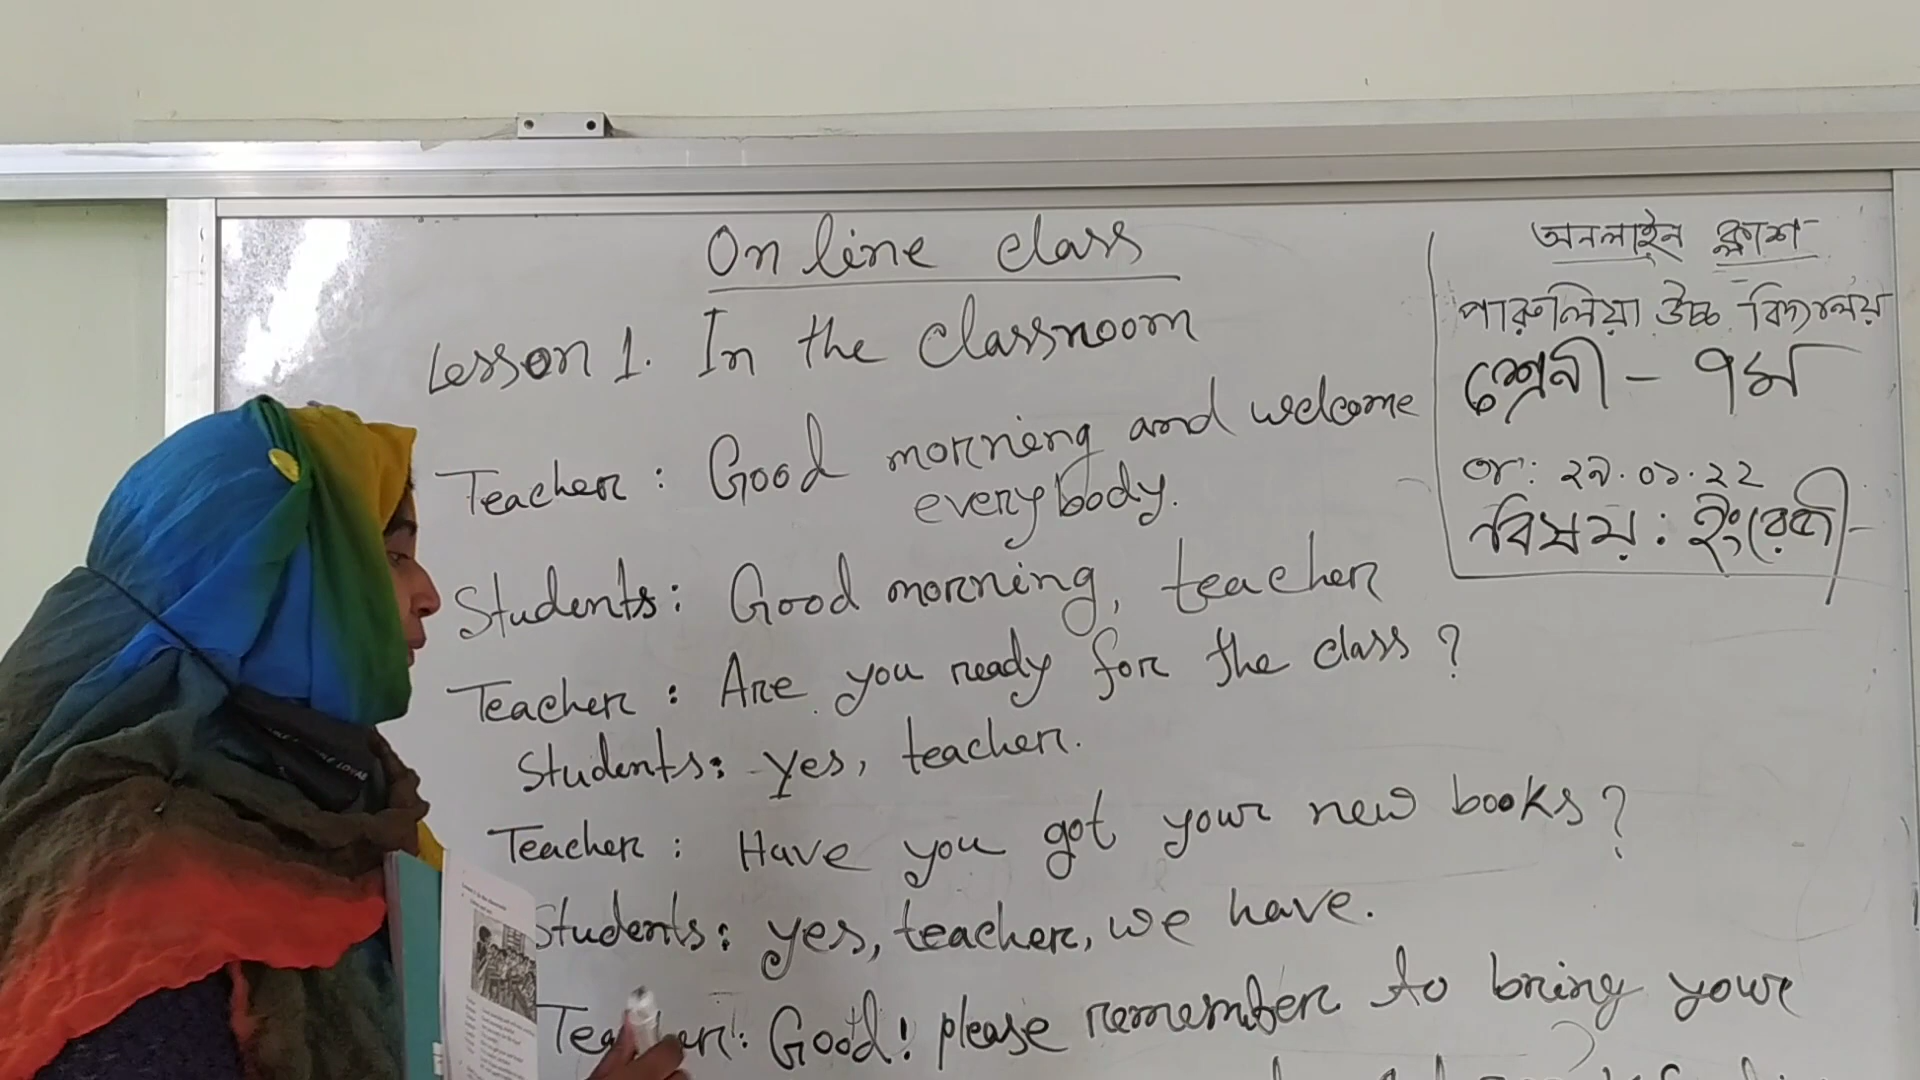 On line class
Lesson 1. In the classroom
Teacher: Good morning and welcome
everybody.
Students: Good morning, teacher
Teacher: Are you ready for the class?
Students: yes, teacher.
Teacher: Have you got your new books?
Students: yes, teacher, we have.
Teacher: Good! please remember to bring your
অনলাইন ক্লাশ
পারুলিয়া উচ্চ বিদ্যালয়
শ্রেনী - ৭ম
তাং: ২৯.০১.২২
বিষয়: ইংরেজী